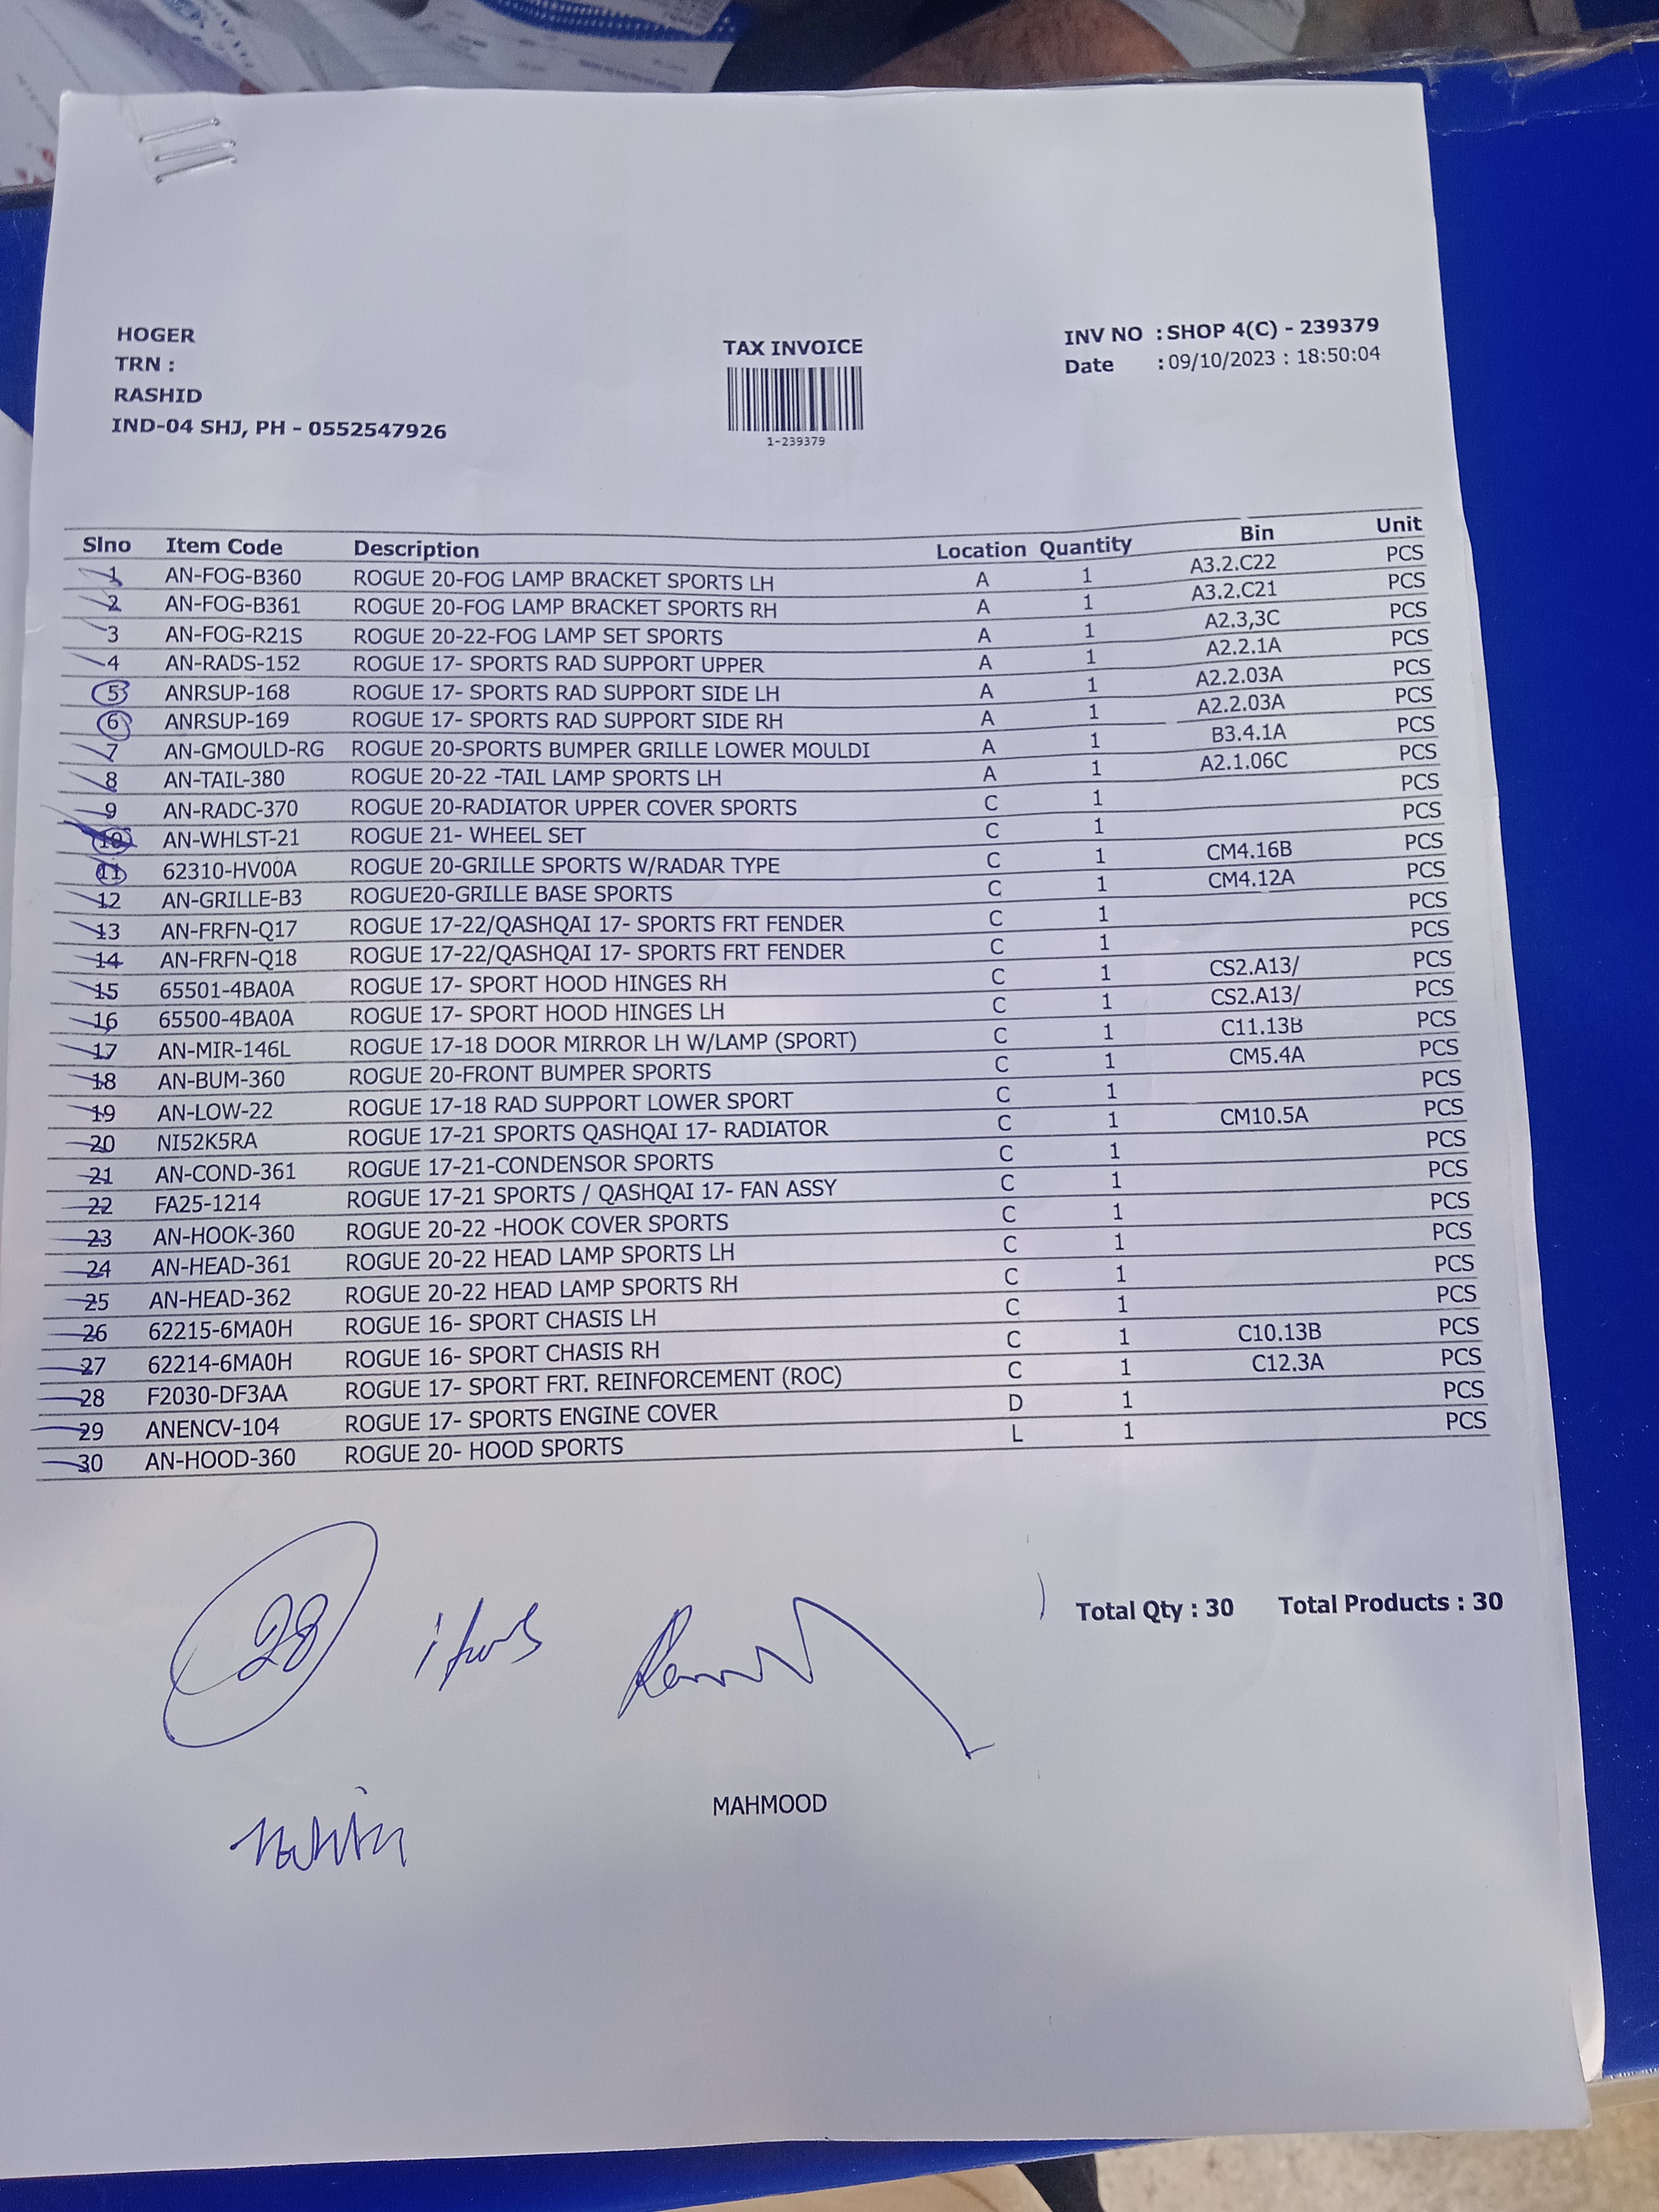 HOGER
TRN :
RASHID
IND-04 SHJ, PH - 0552547926
TAX INVOICE
1-239379
INV NO : SHOP 4(C) - 239379
Date : 09/10/2023 : 18:50:04
Slno Item Code Description Location Quantity Bin Unit
1 AN-FOG-B360 ROGUE 20-FOG LAMP BRACKET SPORTS LH A 1 A3.2.C22 PCS
2 AN-FOG-B361 ROGUE 20-FOG LAMP BRACKET SPORTS RH A 1 A3.2.C21 PCS
3 AN-FOG-R21S ROGUE 20-22-FOG LAMP SET SPORTS A 1 A2.3,3C PCS
4 AN-RADS-152 ROGUE 17- SPORTS RAD SUPPORT UPPER A 1 A2.2.1A PCS
5 ANRSUP-168 ROGUE 17- SPORTS RAD SUPPORT SIDE LH A 1 A2.2.03A PCS
6 ANRSUP-169 ROGUE 17- SPORTS RAD SUPPORT SIDE RH A 1 A2.2.03A PCS
7 AN-GMOULD-RG ROGUE 20-SPORTS BUMPER GRILLE LOWER MOULDI A 1 B3.4.1A PCS
8 AN-TAIL-380 ROGUE 20-22 -TAIL LAMP SPORTS LH A 1 A2.1.06C PCS
9 AN-RADC-370 ROGUE 20-RADIATOR UPPER COVER SPORTS C 1 PCS
10 AN-WHLST-21 ROGUE 21- WHEEL SET C 1 PCS
11 62310-HV00A ROGUE 20-GRILLE SPORTS W/RADAR TYPE C 1 CM4.16B PCS
12 AN-GRILLE-B3 ROGUE20-GRILLE BASE SPORTS C 1 CM4.12A PCS
13 AN-FRFN-Q17 ROGUE 17-22/QASHQAI 17- SPORTS FRT FENDER C 1 PCS
14 AN-FRFN-Q18 ROGUE 17-22/QASHQAI 17- SPORTS FRT FENDER C 1 PCS
15 65501-4BA0A ROGUE 17- SPORT HOOD HINGES RH C 1 CS2.A13/ PCS
16 65500-4BA0A ROGUE 17- SPORT HOOD HINGES LH C 1 CS2.A13/ PCS
17 AN-MIR-146L ROGUE 17-18 DOOR MIRROR LH W/LAMP (SPORT) C 1 C11.13B PCS
18 AN-BUM-360 ROGUE 20-FRONT BUMPER SPORTS C 1 CM5.4A PCS
19 AN-LOW-22 ROGUE 17-18 RAD SUPPORT LOWER SPORT C 1 PCS
20 NI52K5RA ROGUE 17-21 SPORTS QASHQAI 17- RADIATOR C 1 CM10.5A PCS
21 AN-COND-361 ROGUE 17-21-CONDENSOR SPORTS C 1 PCS
22 FA25-1214 ROGUE 17-21 SPORTS / QASHQAI 17- FAN ASSY C 1 PCS
23 AN-HOOK-360 ROGUE 20-22 -HOOK COVER SPORTS C 1 PCS
24 AN-HEAD-361 ROGUE 20-22 HEAD LAMP SPORTS LH C 1 PCS
25 AN-HEAD-362 ROGUE 20-22 HEAD LAMP SPORTS RH C 1 PCS
26 62215-6MA0H ROGUE 16- SPORT CHASIS LH C 1 PCS
27 62214-6MA0H ROGUE 16- SPORT CHASIS RH C 1 C10.13B PCS
28 F2030-DF3AA ROGUE 17- SPORT FRT. REINFORCEMENT (ROC) C 1 C12.3A PCS
29 ANENCV-104 ROGUE 17- SPORTS ENGINE COVER D 1 PCS
30 AN-HOOD-360 ROGUE 20- HOOD SPORTS L 1 PCS
Total Qty : 30 Total Products : 30
28
MAHMOOD